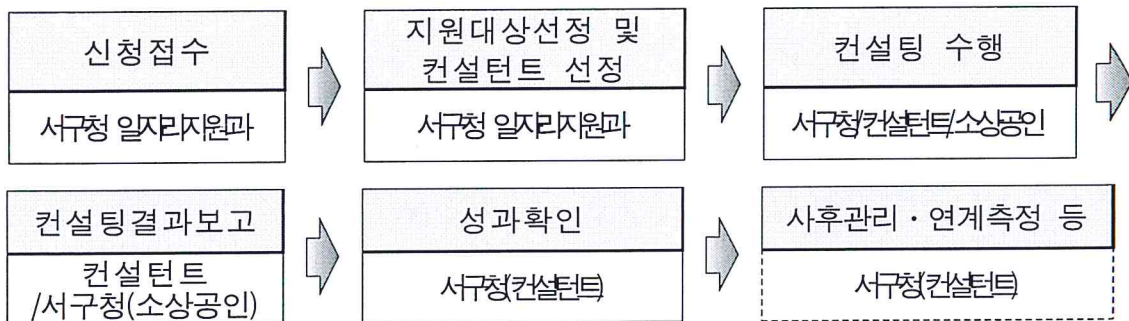 신청접수
서구청 일자리지원과
지원대상선정 및
컨설턴트 선정
서구청 일자리지원과
컨설팅 수행
서구청/컨설턴트/소상공인
컨설팅결과보고
컨설턴트
/서구청(소상공인)
성과확인
서구청(컨설턴트)
사후관리·연계측정 등
서구청(컨설턴트)